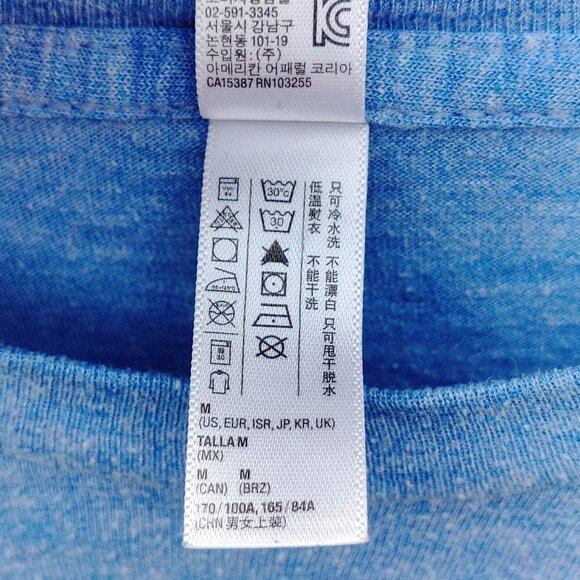 02-591-3345
서울시 강남구
논현동 101-19
수입원: (주)
아메리칸 어패럴 코리아
CA15387 RN103255
30°C
30
30
只可冷水洗 不能漂白 只可甩干脱水
低溫熨衣 不能干洗
M
(US, EUR, ISR, JP, KR, UK)
TALLA M
(MX)
M M
(CAN) (BRZ)
170 / 100A, 165 / 84A
(CHN 男女上装)